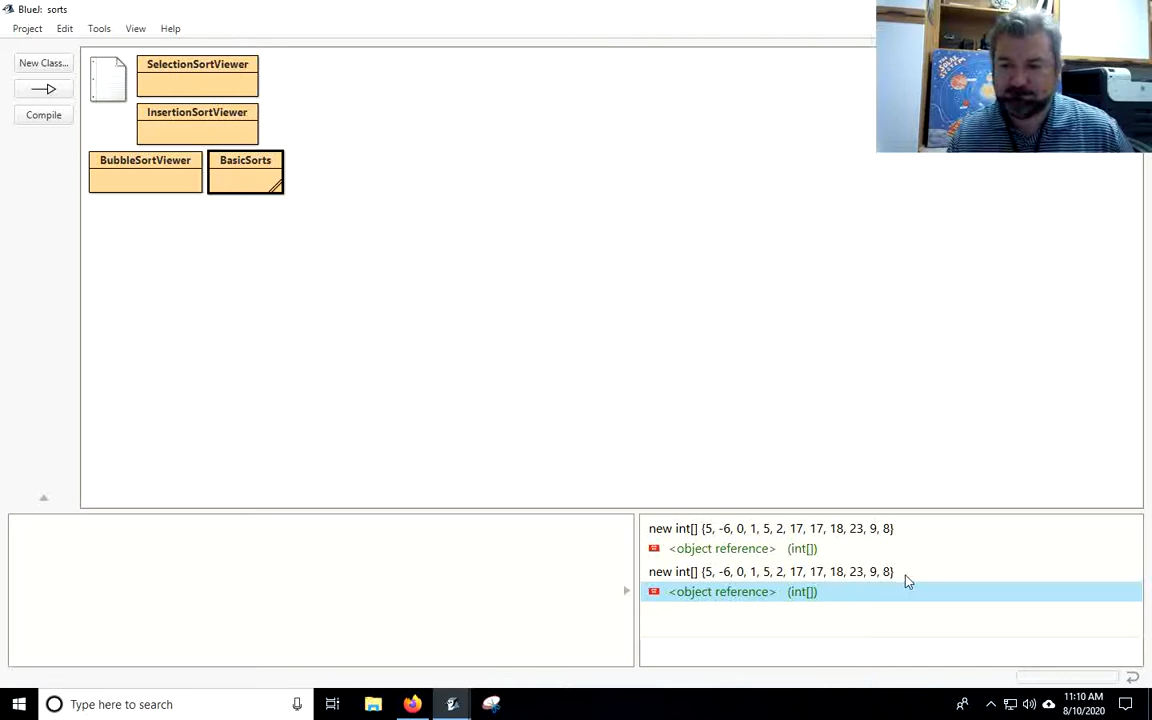 BlueJ: sorts
Project Edit Tools View Help
New Class...
Compile
SelectionSortViewer
InsertionSortViewer
BubbleSortViewer
BasicSorts
THE SOLAR SYSTEM
new int[] {5, -6, 0, 1, 5, 2, 17, 17, 18, 23, 9, 8}
<object reference> (int[])
new int[] {5, -6, 0, 1, 5, 2, 17, 17, 18, 23, 9, 8}
<object reference> (int[])
Type here to search
11:10 AM
8/10/2020